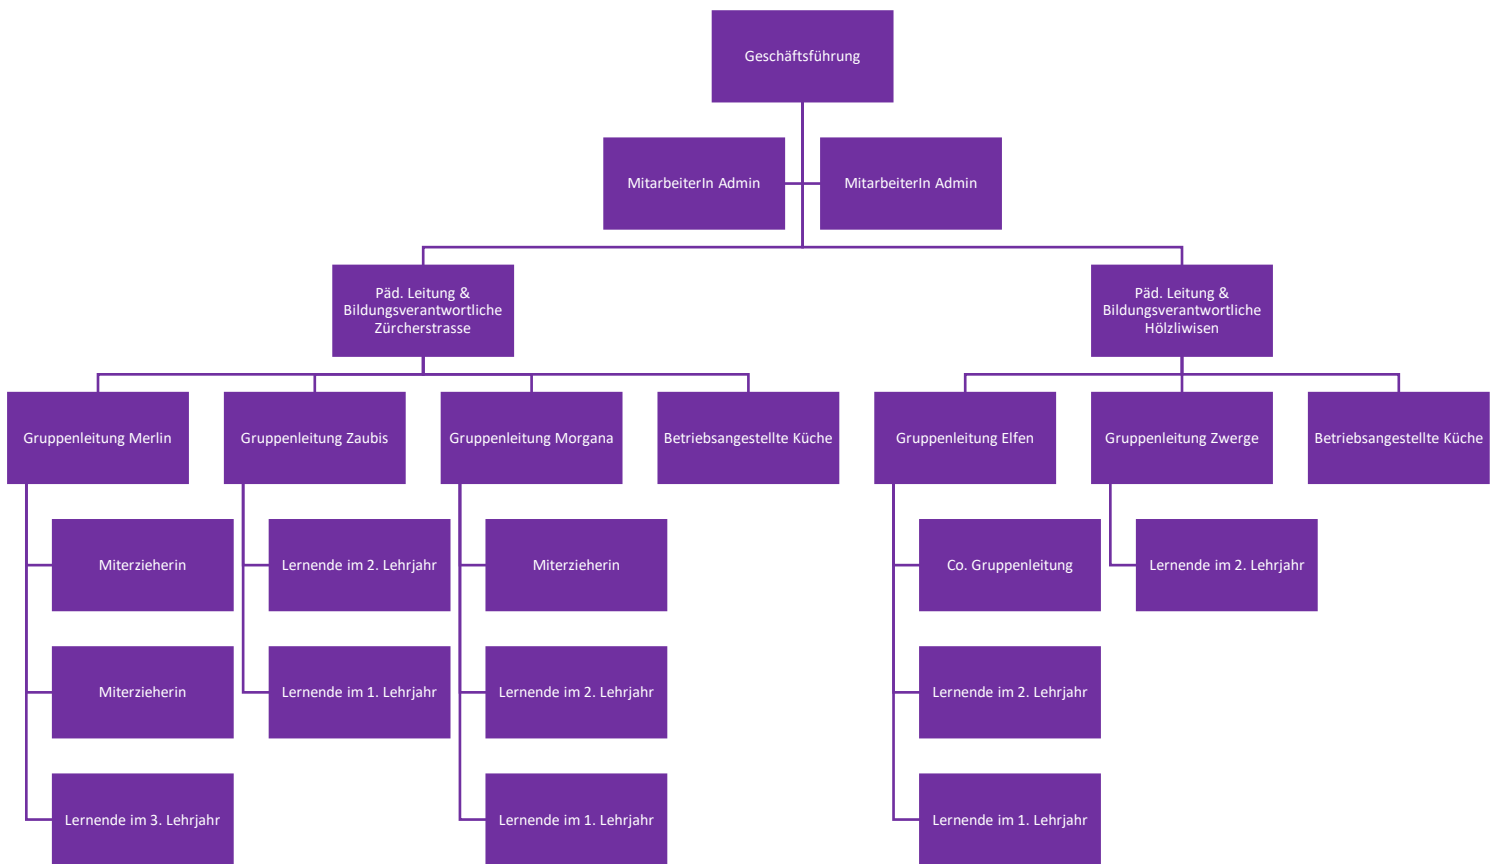 Geschäftsführung
MitarbeiterIn Admin
MitarbeiterIn Admin
Päd. Leitung &
Bildungsverantwortliche
Zürcherstrasse
Päd. Leitung &
Bildungsverantwortliche
Hölzliwisen
Gruppenleitung Merlin
Gruppenleitung Zaubis
Gruppenleitung Morgana
Betriebsangestellte Küche
Gruppenleitung Elfen
Gruppenleitung Zwerge
Betriebsangestellte Küche
Miterzieherin
Lernende im 2. Lehrjahr
Miterzieherin
Co. Gruppenleitung
Lernende im 2. Lehrjahr
Miterzieherin
Lernende im 1. Lehrjahr
Lernende im 2. Lehrjahr
Lernende im 2. Lehrjahr
Lernende im 3. Lehrjahr
Lernende im 1. Lehrjahr
Lernende im 1. Lehrjahr